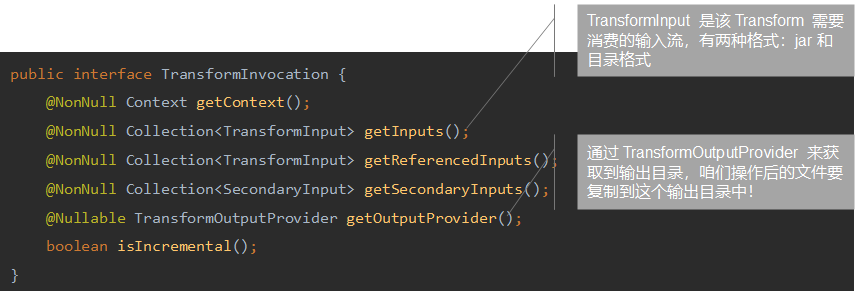 TransformInput 是该 Transform 需要
消费的输入流，有两种格式：jar 和
目录格式
public interface TransformInvocation {
@NonNull Context getContext();
@NonNull Collection<TransformInput> getInputs();
@NonNull Collection<TransformInput> getReferencedInputs();
@NonNull Collection<SecondaryInput> getSecondaryInputs();
@Nullable TransformOutputProvider getOutputProvider();
boolean isIncremental();
}
通过 TransformOutputProvider 来获
取到输出目录，咱们操作后的文件要
复制到这个输出目录中！